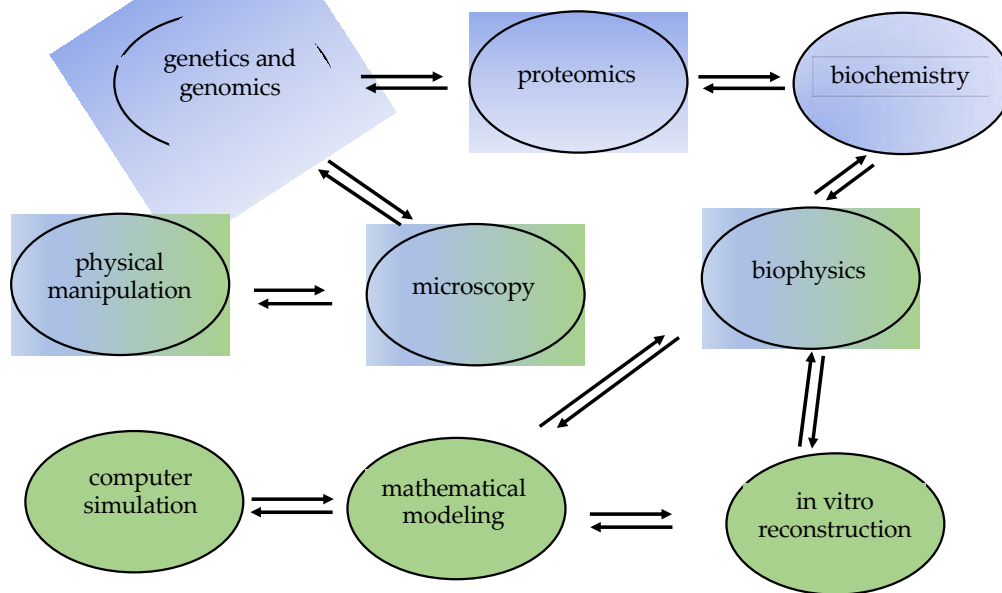 genetics and
genomics
proteomics
biochemistry
physical
manipulation
microscopy
biophysics
computer
simulation
mathematical
modeling
in vitro
reconstruction